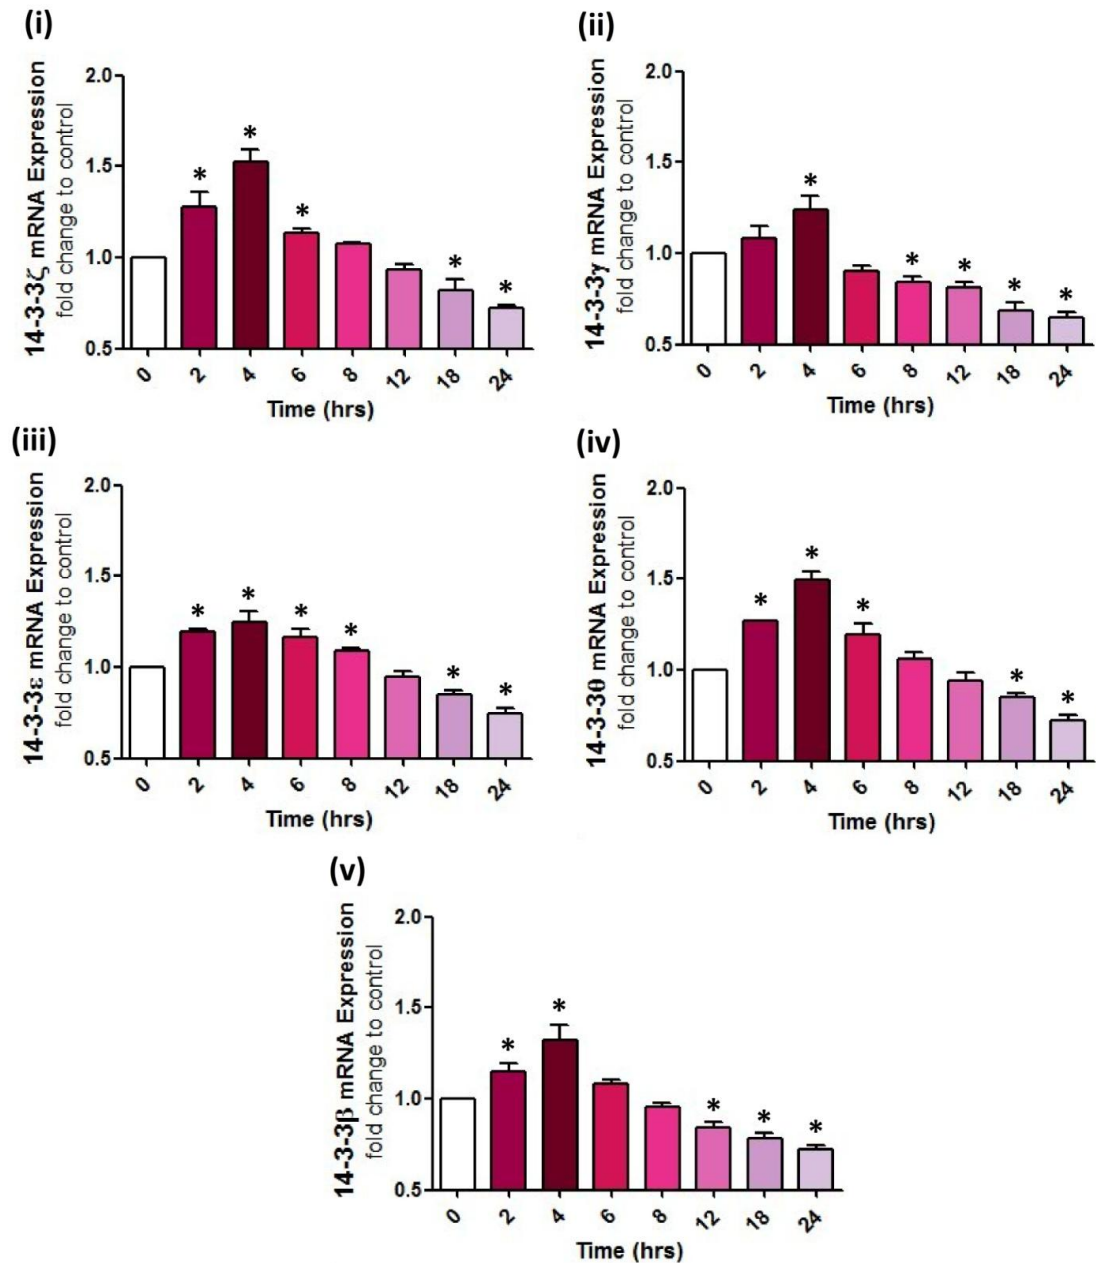 (i)
14-3-3ζ mRNA Expression
fold change to control
2.0
1.5
1.0
0.5
* * * * *
0 2 4 6 8 12 18 24
Time (hrs)
(ii)
14-3-3γ mRNA Expression
fold change to control
2.0
1.5
1.0
0.5
* * * * *
0 2 4 6 8 12 18 24
Time (hrs)
(iii)
14-3-3ε mRNA Expression
fold change to control
2.0
1.5
1.0
0.5
* * * * * *
0 2 4 6 8 12 18 24
Time (hrs)
(iv)
14-3-3θ mRNA Expression
fold change to control
2.0
1.5
1.0
0.5
* * * * *
0 2 4 6 8 12 18 24
Time (hrs)
(v)
14-3-3β mRNA Expression
fold change to control
2.0
1.5
1.0
0.5
* * * * *
0 2 4 6 8 12 18 24
Time (hrs)